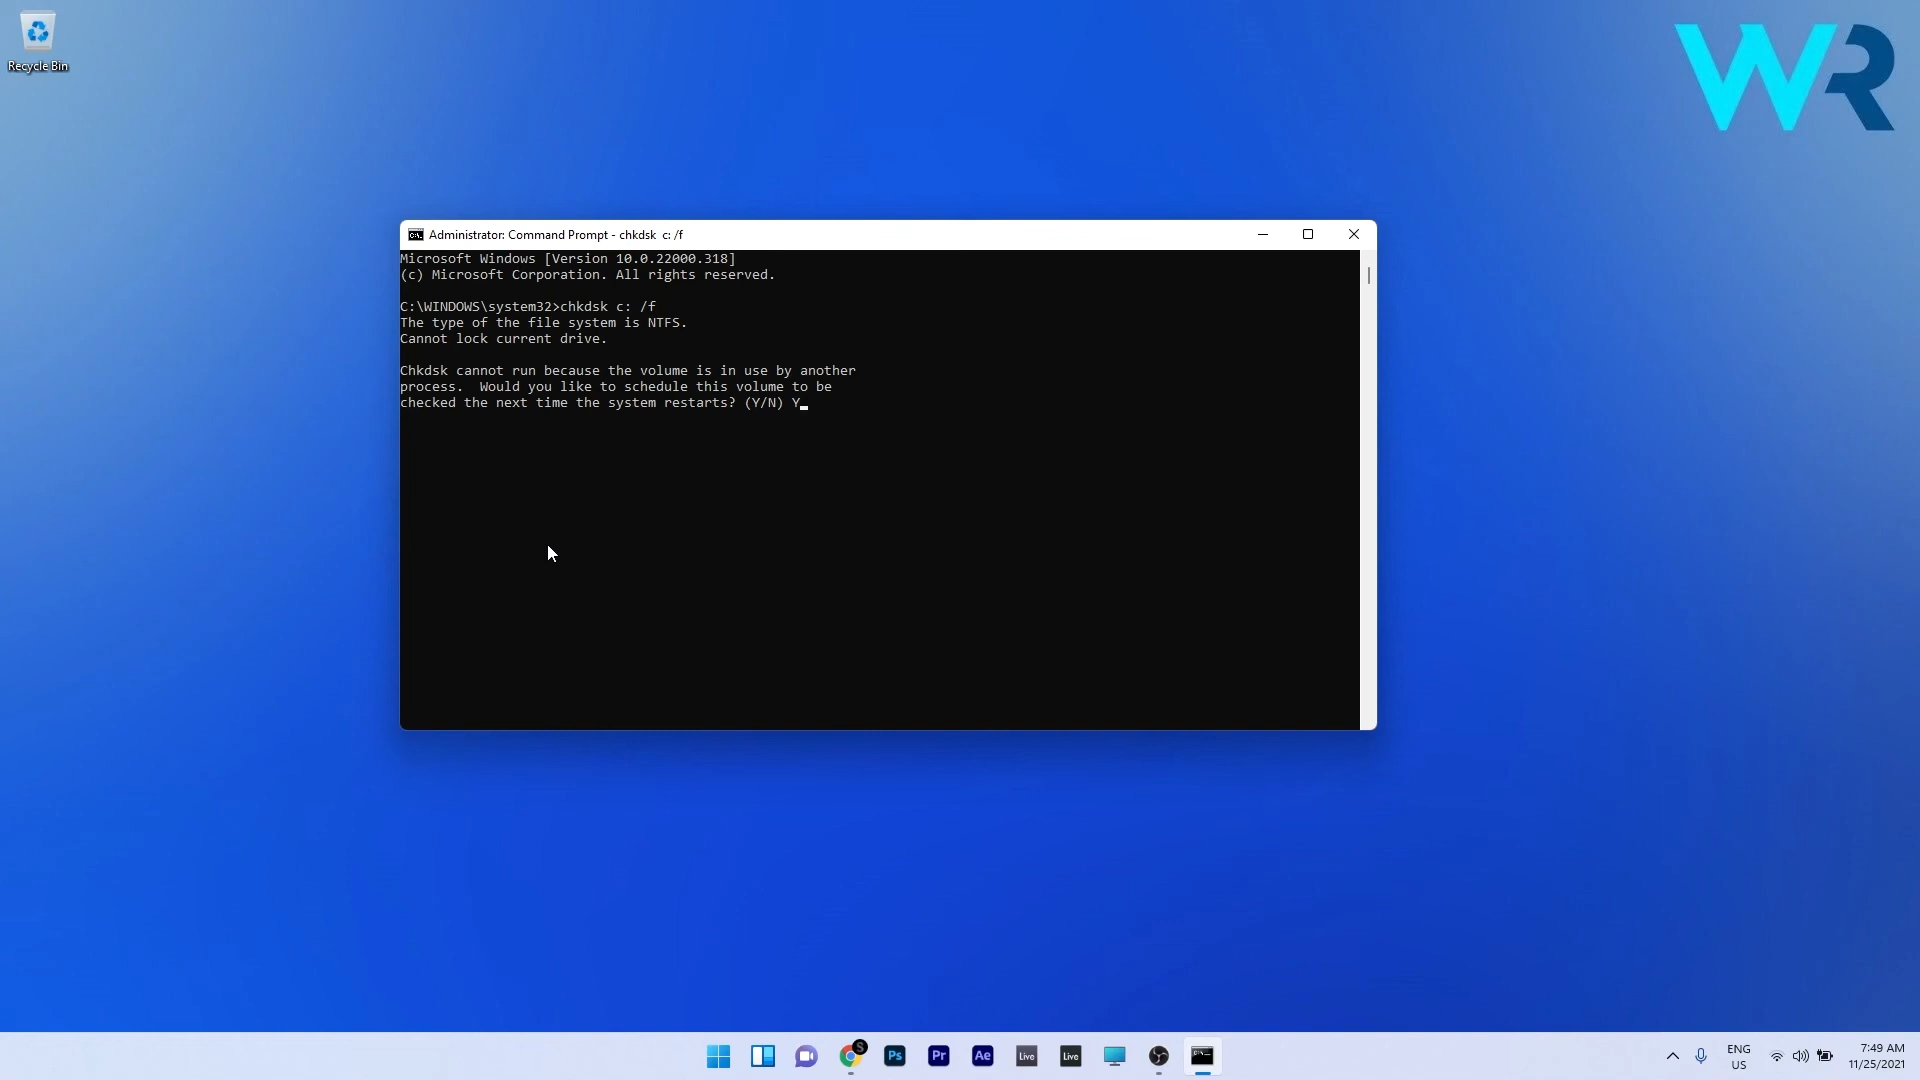 Recycle Bin
WR
Administrator: Command Prompt - chkdsk  c: /f
Microsoft Windows [Version 10.0.22000.318]
(c) Microsoft Corporation. All rights reserved.
C:\WINDOWS\system32>chkdsk c: /f
The type of the file system is NTFS.
Cannot lock current drive.
Chkdsk cannot run because the volume is in use by another
process.  Would you like to schedule this volume to be
checked the next time the system restarts? (Y/N) Y
S
Ps
Pr
Ae
Live
Live
ENG
US
7:49 AM
11/25/2021